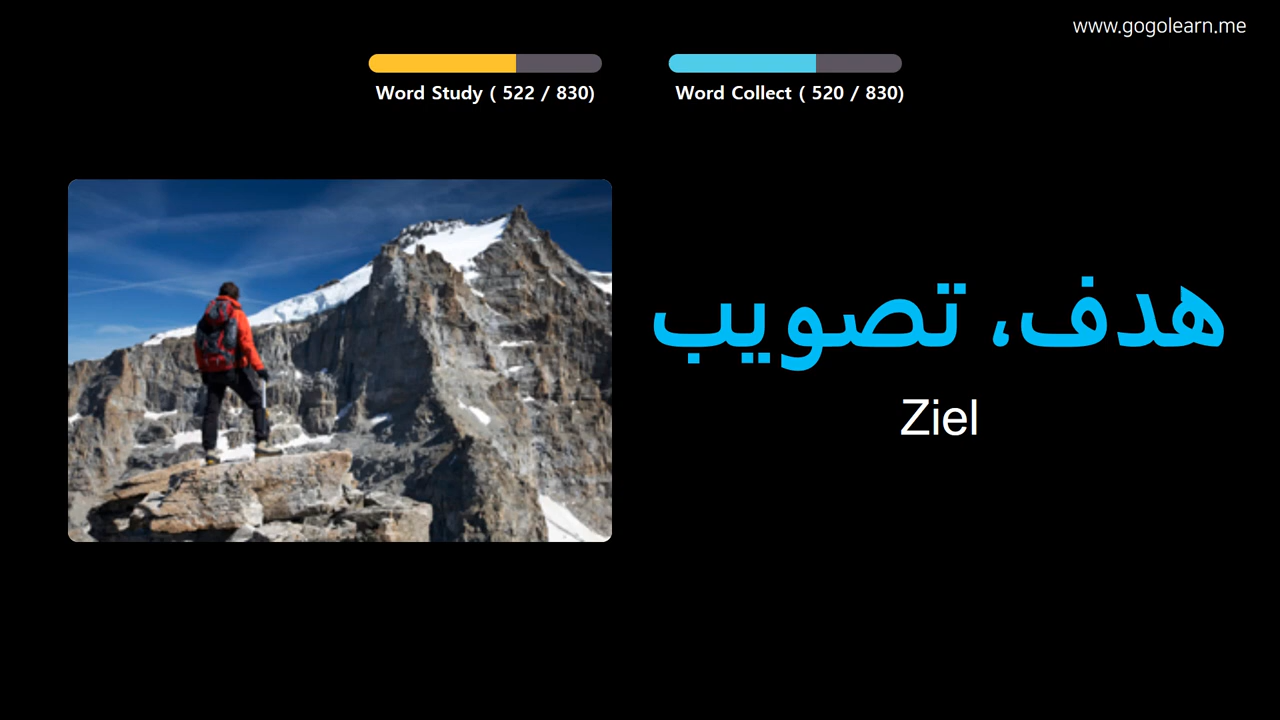 www.gogolearn.me
Word Study ( 522 / 830)
Word Collect ( 520 / 830)
هدف، تصويب
Ziel